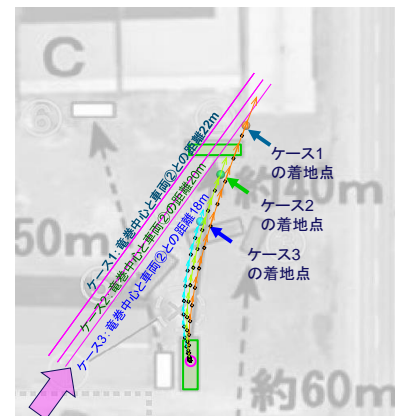 C
ケース1:竜巻中心と車両②との距離22m
ケース2:竜巻中心と車両②との距離20m
ケース3:竜巻中心と車両②との距離18m
ケース1
の着地点
約40m
ケース2
の着地点
50m
ケース3
の着地点
約60m